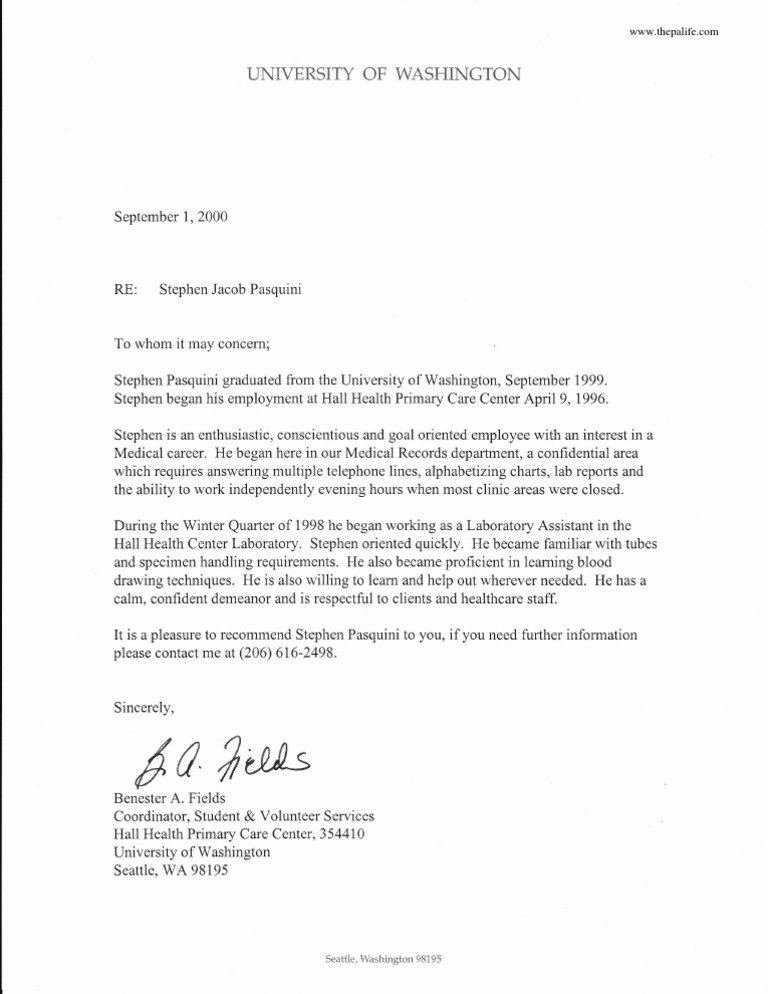 www.thepalife.com
UNIVERSITY OF WASHINGTON
September 1, 2000
RE: Stephen Jacob Pasquini
To whom it may concern;
Stephen Pasquini graduated from the University of Washington, September 1999.
Stephen began his employment at Hall Health Primary Care Center April 9, 1996.
Stephen is an enthusiastic, conscientious and goal oriented employee with an interest in a
Medical career. He began here in our Medical Records department, a confidential area
which requires answering multiple telephone lines, alphabetizing charts, lab reports and
the ability to work independently evening hours when most clinic areas were closed.
During the Winter Quarter of 1998 he began working as a Laboratory Assistant in the
Hall Health Center Laboratory. Stephen oriented quickly. He became familiar with tubes
and specimen handling requirements. He also became proficient in learning blood
drawing techniques. He is also willing to learn and help out wherever needed. He has a
calm, confident demeanor and is respectful to clients and healthcare staff.
It is a pleasure to recommend Stephen Pasquini to you, if you need further information
please contact me at (206) 616-2498.
Sincerely,
B. A. Fields
Benester A. Fields
Coordinator, Student & Volunteer Services
Hall Health Primary Care Center, 354410
University of Washington
Seattle, WA 98195
Seattle, Washington 98195